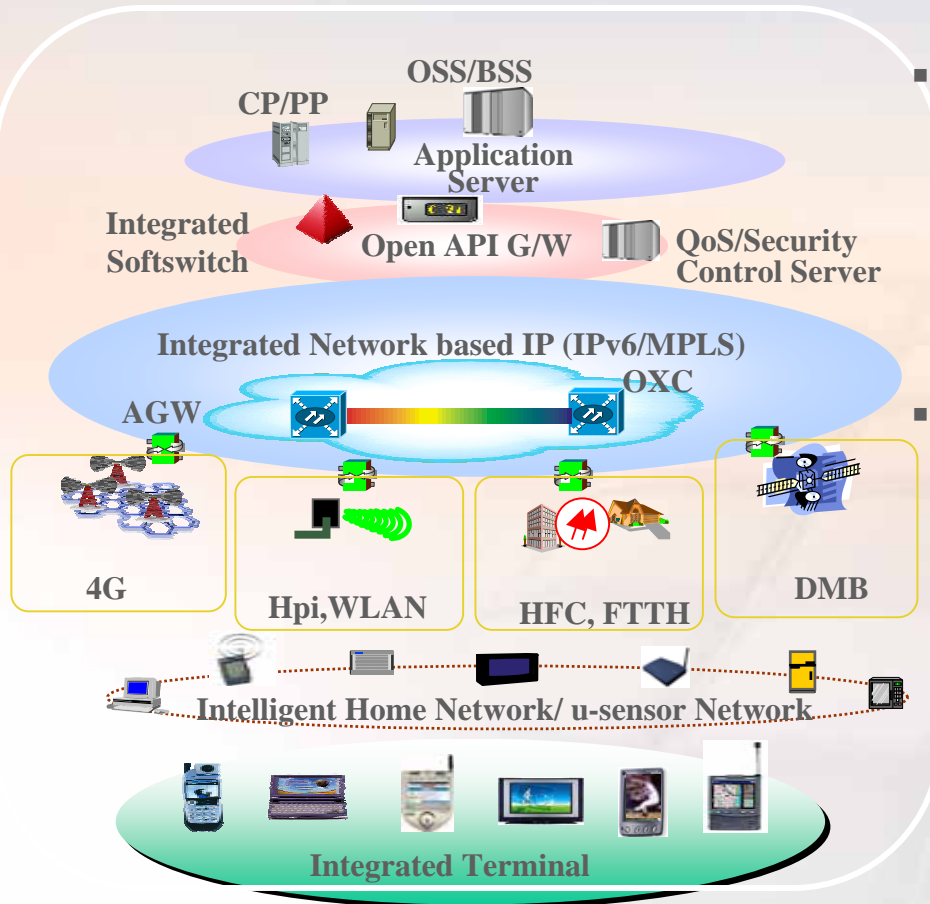 OSS/BSS
CP/PP
Application
Server
Integrated
Softswitch
Open API G/W
QoS/Security
Control Server
Integrated Network based IP (IPv6/MPLS)
OXC
AGW
4G
Hpi,WLAN
HFC, FTTH
DMB
Intelligent Home Network/ u-sensor Network
Integrated Terminal